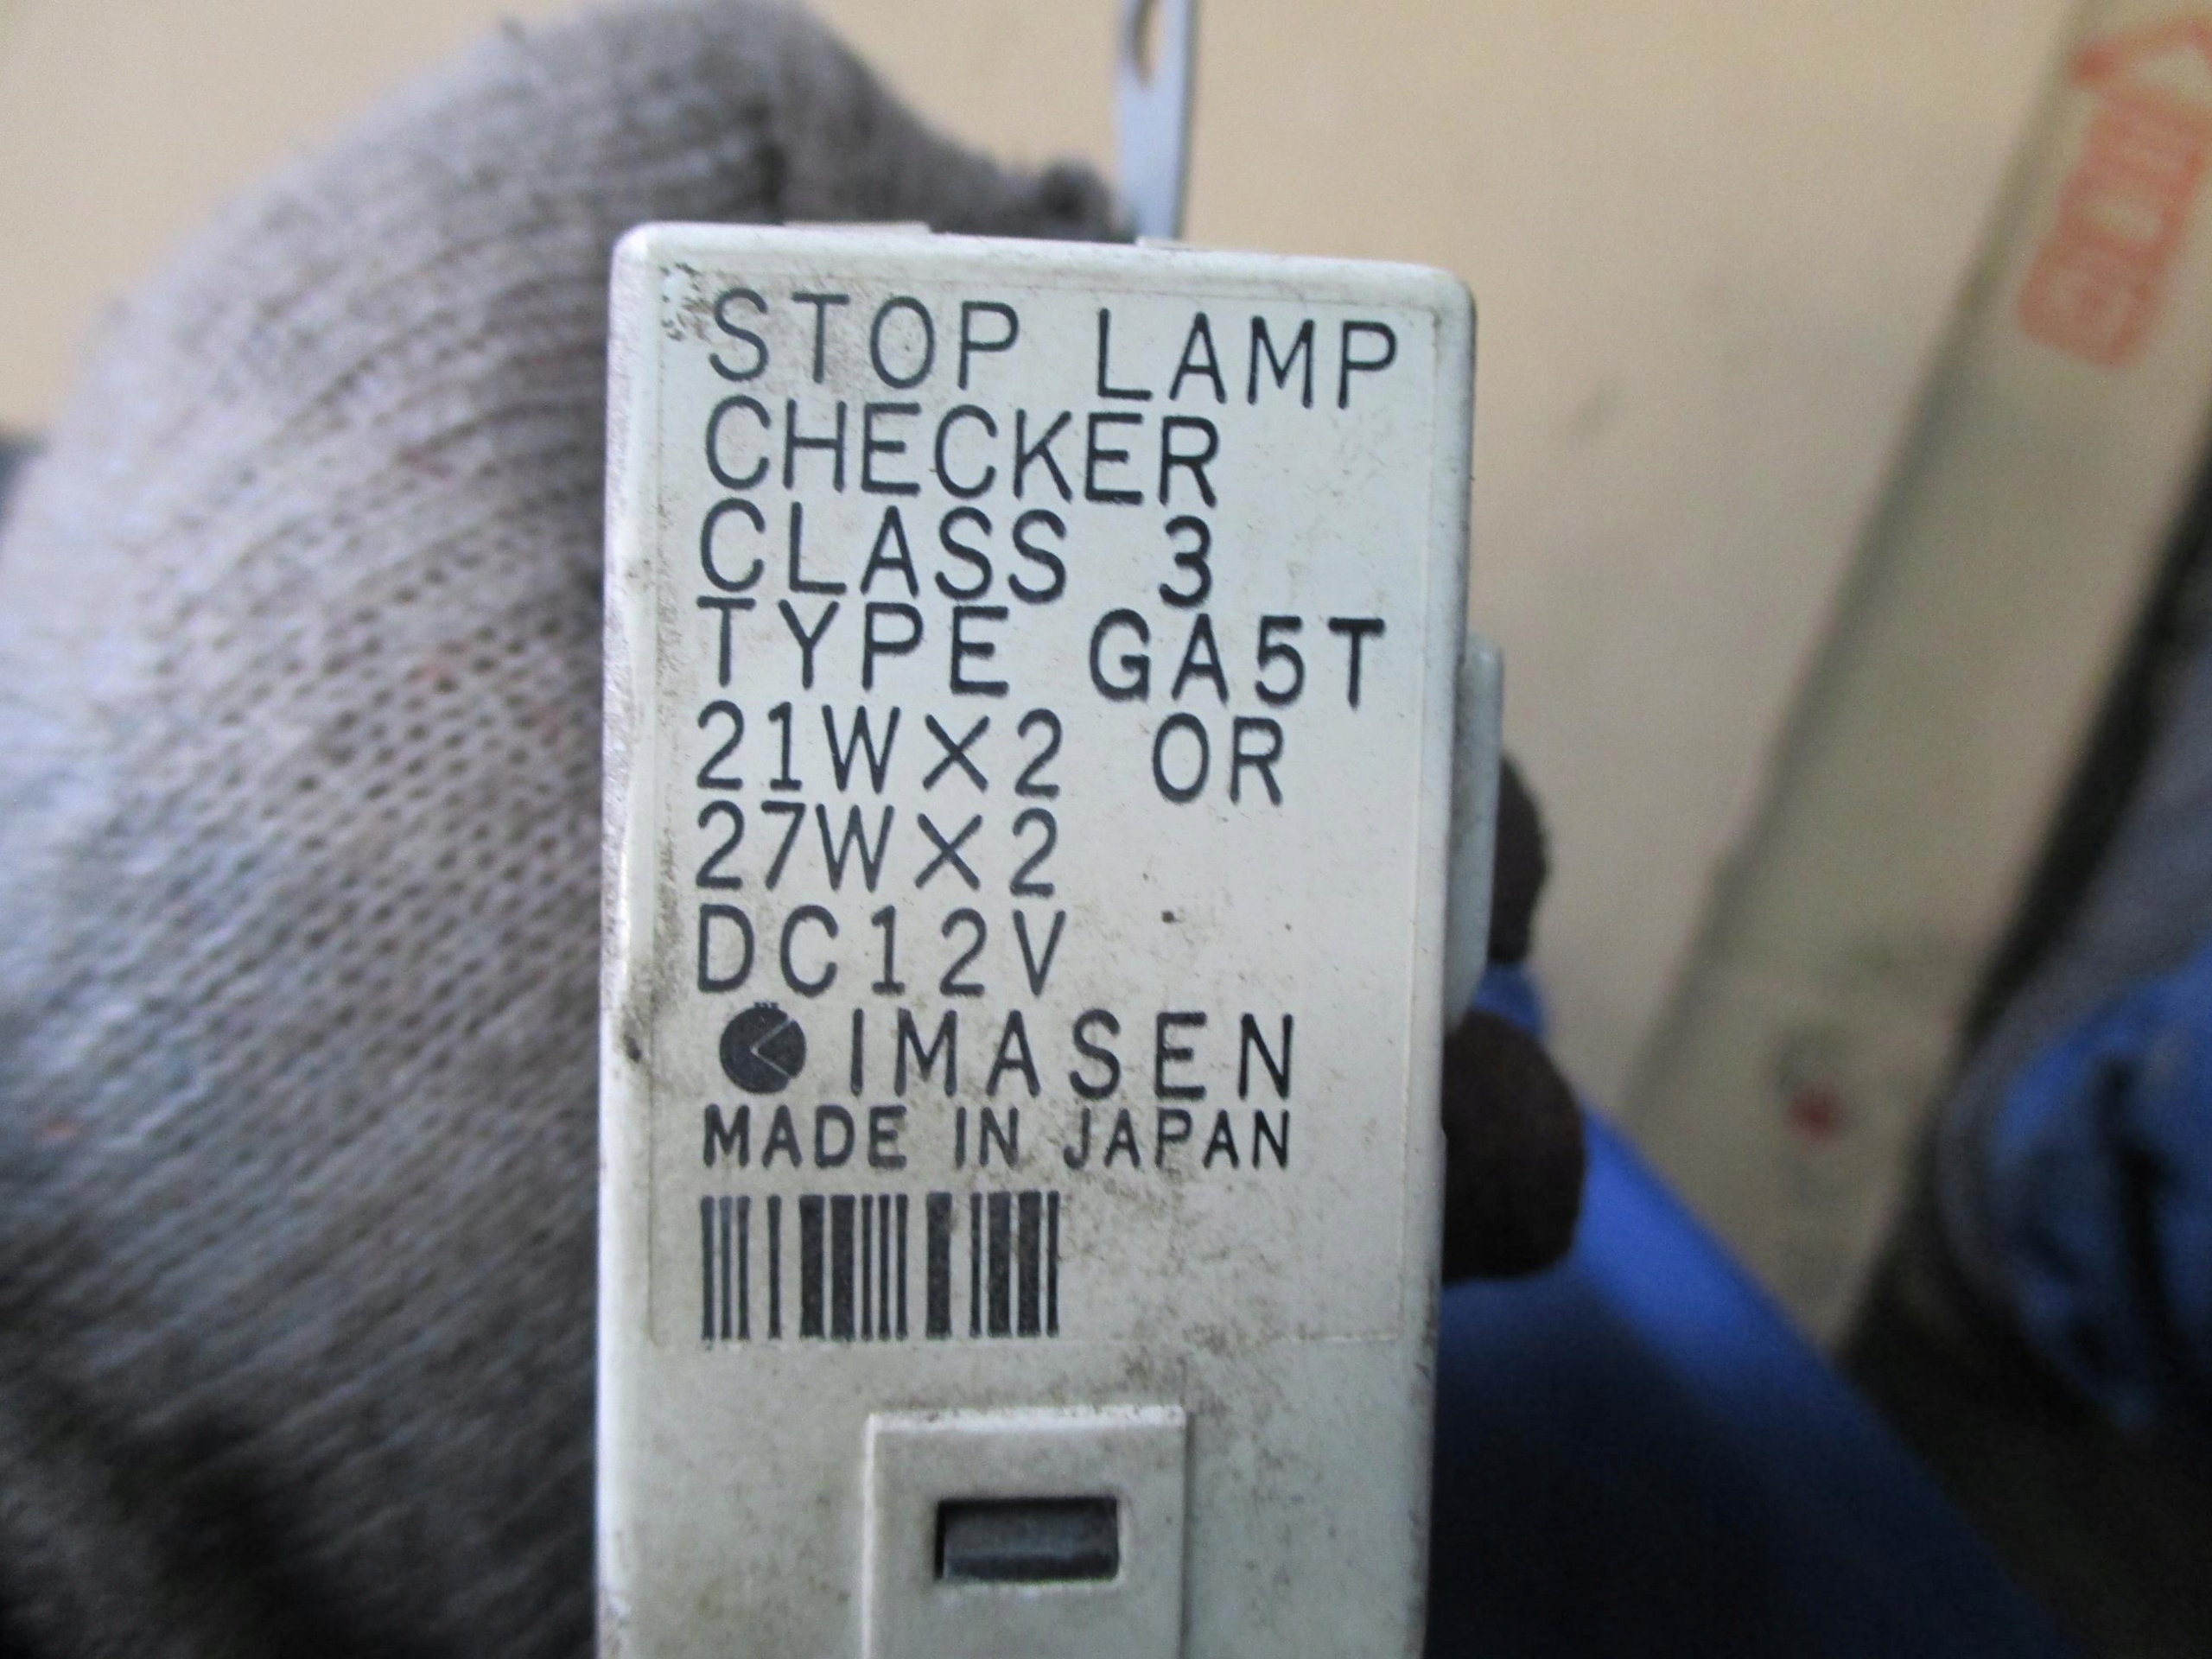 STOP LAMP
CHECKER
CLASS 3
TYPE GA5T
21W×2 OR
27W×2
DC12V
IMASEN
MADE IN JAPAN